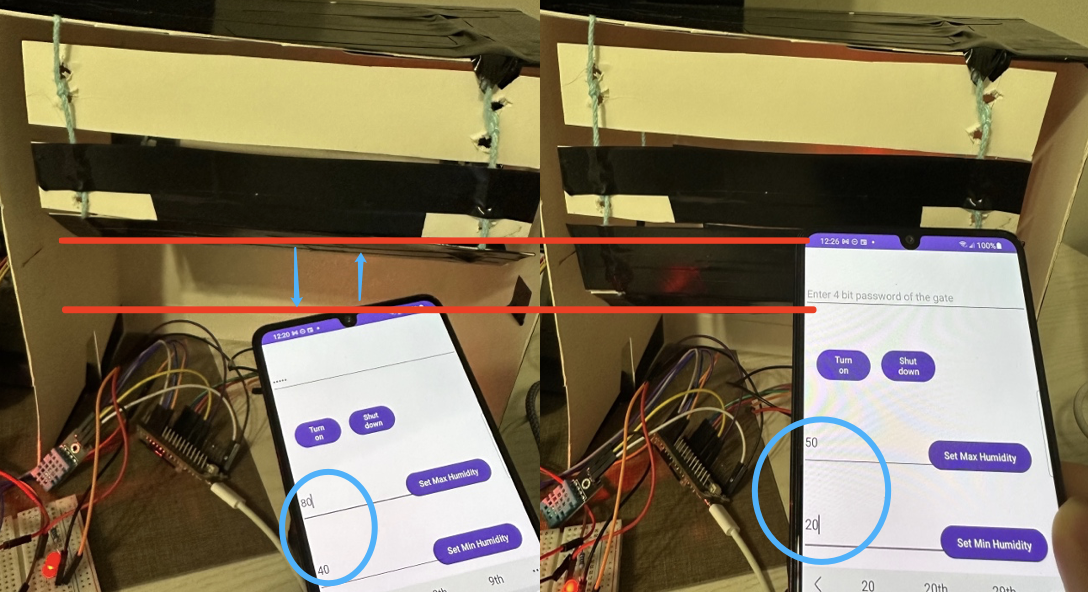 12:20
Turn on
Shut down
80
Set Max Humidity
40
Set Min Humidity
9th
12:26
100%
Enter 4 bit password of the gate
Turn on
Shut down
50
Set Max Humidity
20
Set Min Humidity
20
20th